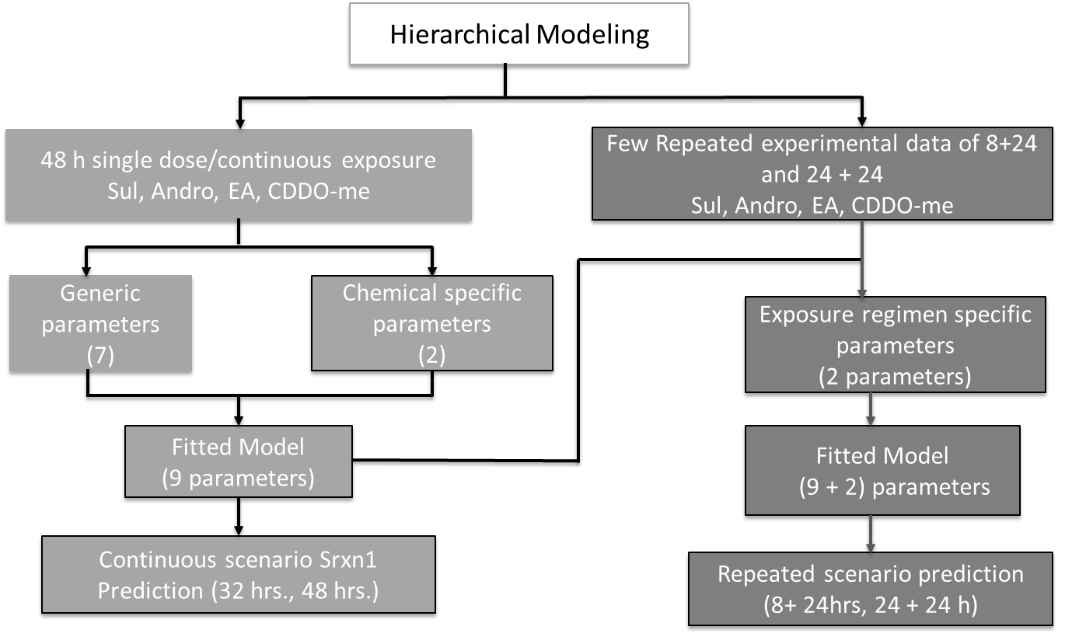 Hierarchical Modeling
48 h single dose/continuous exposure
Sul, Andro, EA, CDDO-me
Few Repeated experimental data of 8+24
and 24 + 24
Sul, Andro, EA, CDDO-me
Generic
parameters
(7)
Chemical specific
parameters
(2)
Exposure regimen specific
parameters
(2 parameters)
Fitted Model
(9 parameters)
Fitted Model
(9 + 2) parameters
Continuous scenario Srxn1
Prediction (32 hrs., 48 hrs.)
Repeated scenario prediction
(8+ 24hrs, 24 + 24 h)